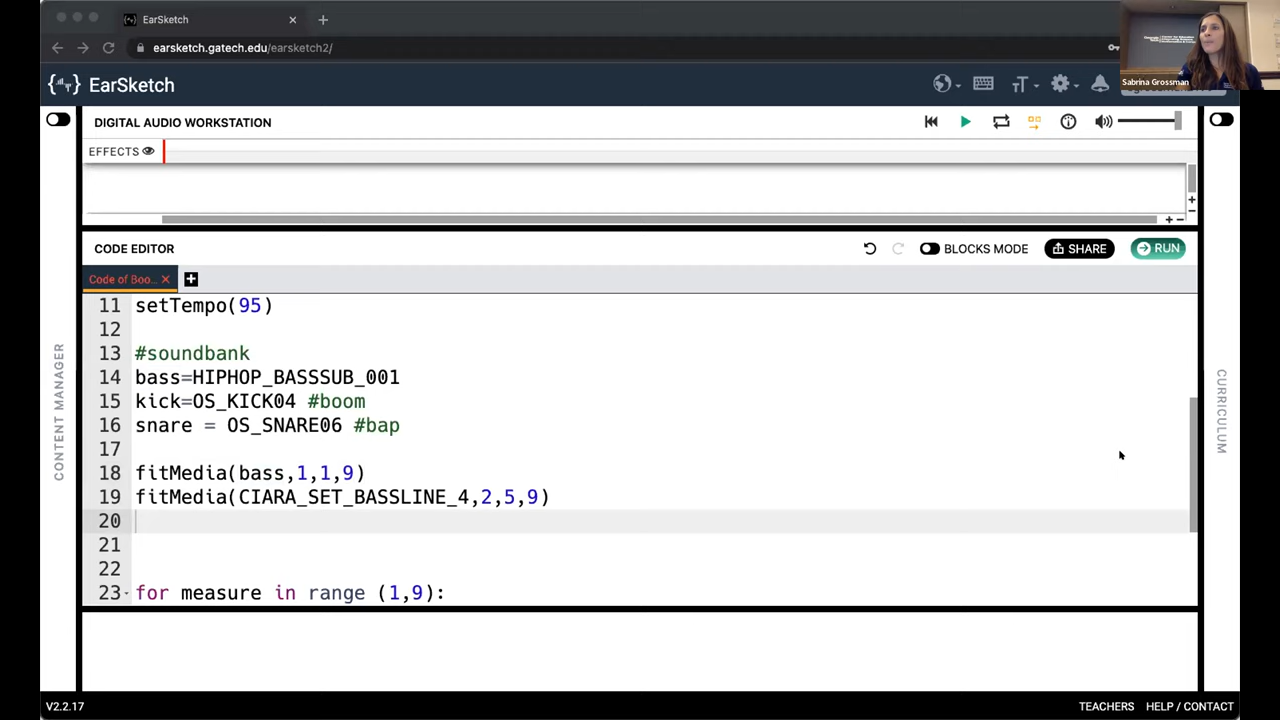 EarSketch
earsketch.gatech.edu/earsketch2/
Sabrina Grossman
EarSketch
DIGITAL AUDIO WORKSTATION
EFFECTS
CODE EDITOR
BLOCKS MODE
SHARE
RUN
Code of Boo...
11 setTempo(95)
12
13 #soundbank
14 bass=HIPHOP_BASSSUB_001
15 kick=OS_KICK04 #boom
16 snare = OS_SNARE06 #bap
17
18 fitMedia(bass,1,1,9)
19 fitMedia(CIARA_SET_BASSLINE_4,2,5,9)
20
21
22
23 for measure in range (1,9):
CONTENT MANAGER
CURRICULUM
V2.2.17
TEACHERS
HELP / CONTACT